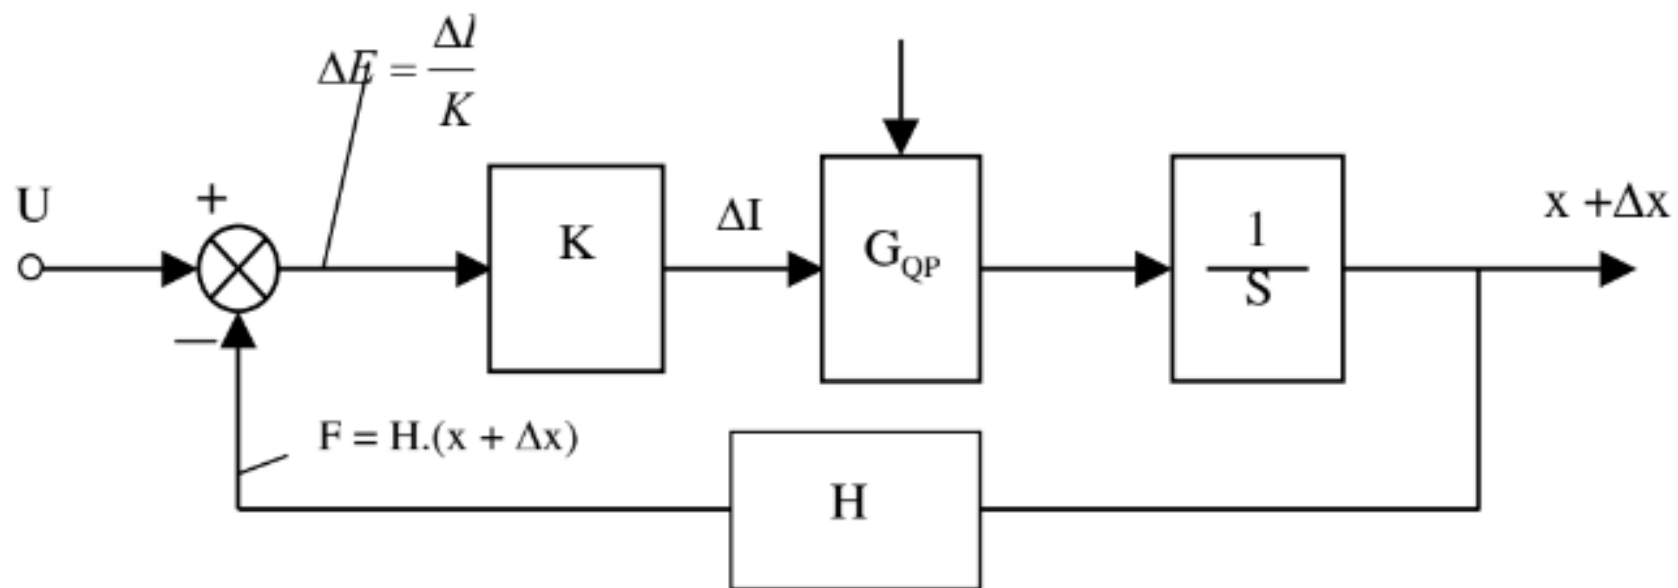 ΔE = ΔI / K
U
+
K
ΔI
G_QP
1
S
x +Δx
—
F = H.(x + Δx)
H